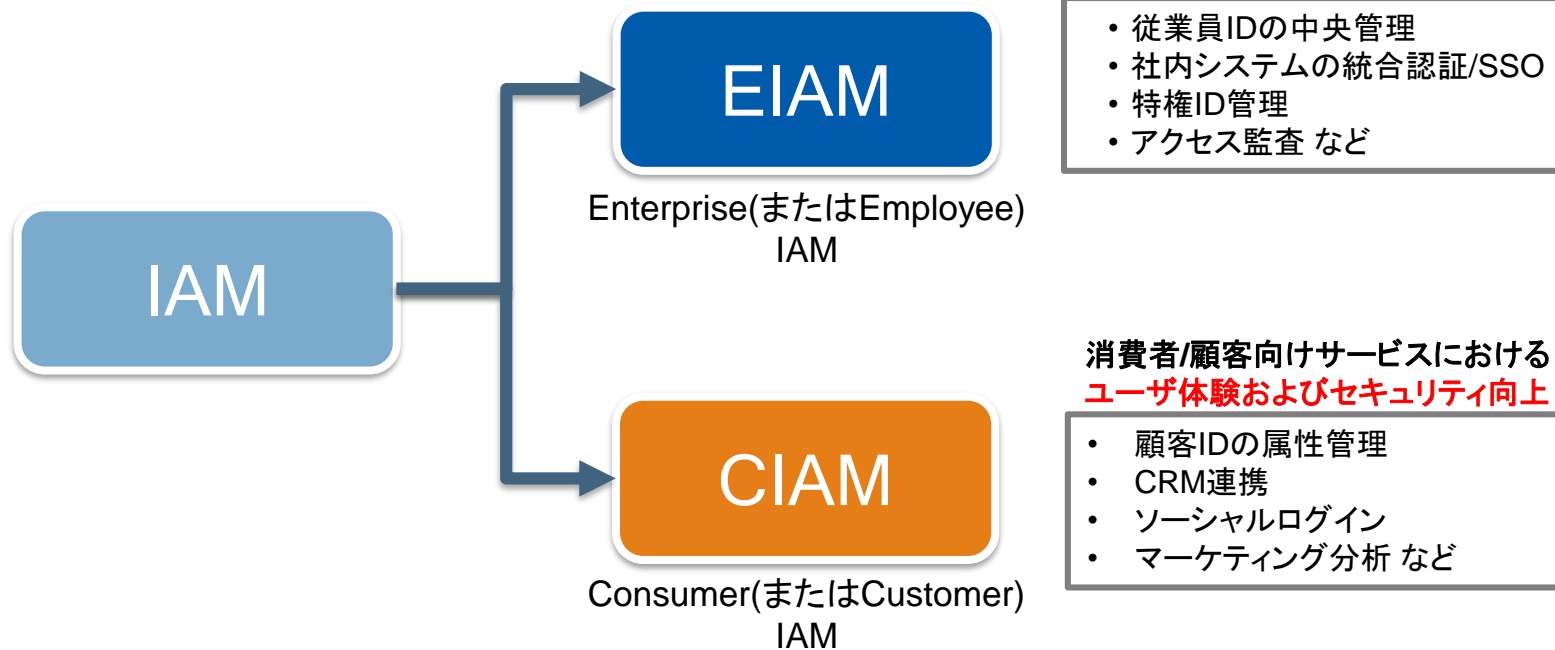 IAM
EIAM
Enterprise(またはEmployee)
IAM
• 従業員IDの中央管理
• 社内システムの統合認証/SSO
• 特権ID管理
• アクセス監査 など
CIAM
Consumer(またはCustomer)
IAM
消費者/顧客向けサービスにおける
ユーザ体験およびセキュリティ向上
• 顧客IDの属性管理
• CRM連携
• ソーシャルログイン
• マーケティング分析 など